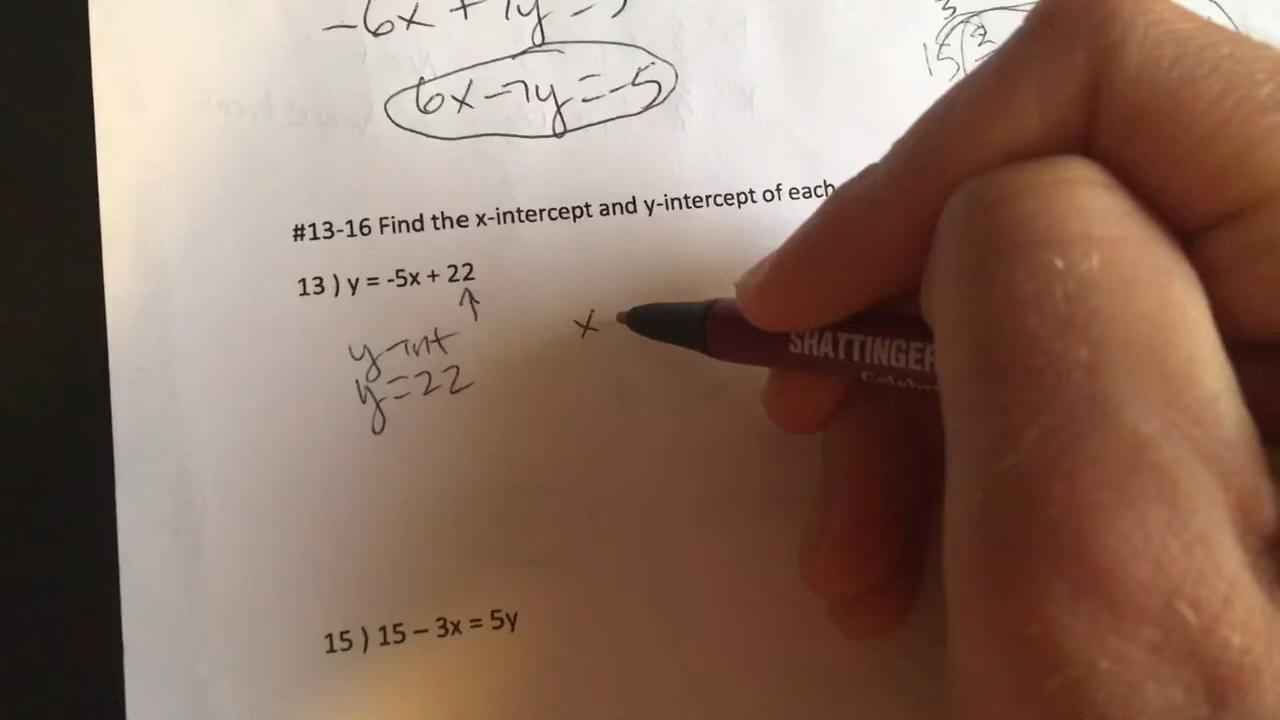 -6x + 7y =
6x-7y=-5
#13-16 Find the x-intercept and y-intercept of each
13 ) y = -5x + 22
y-int
y=22
x
SHATTINGER
15 ) 15 – 3x = 5y